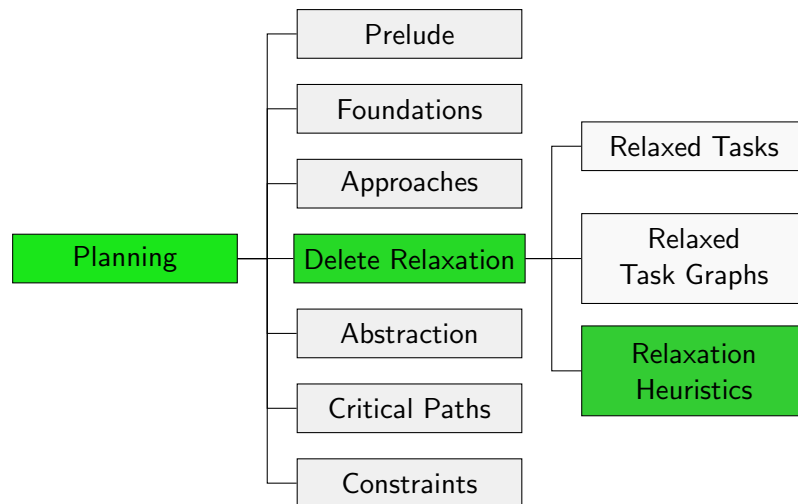 Planning
Prelude
Foundations
Approaches
Delete Relaxation
Abstraction
Critical Paths
Constraints
Relaxed Tasks
Relaxed
Task Graphs
Relaxation
Heuristics